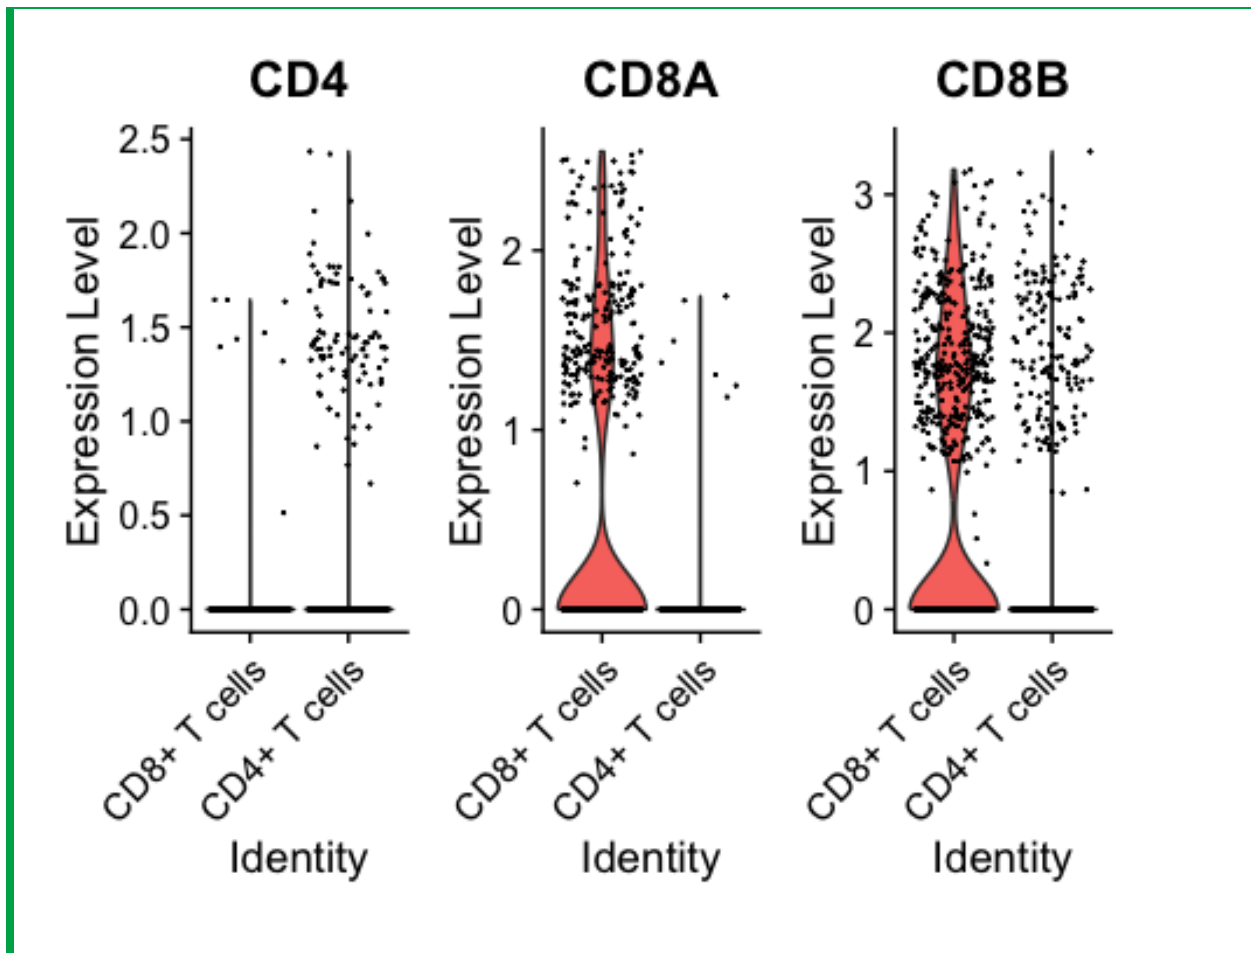 CD4
Expression Level
2.5
2.0
1.5
1.0
0.5
0.0
CD8+ T cells
CD4+ T cells
Identity
CD8A
Expression Level
2
1
0
CD8+ T cells
CD4+ T cells
Identity
CD8B
Expression Level
3
2
1
0
CD8+ T cells
CD4+ T cells
Identity